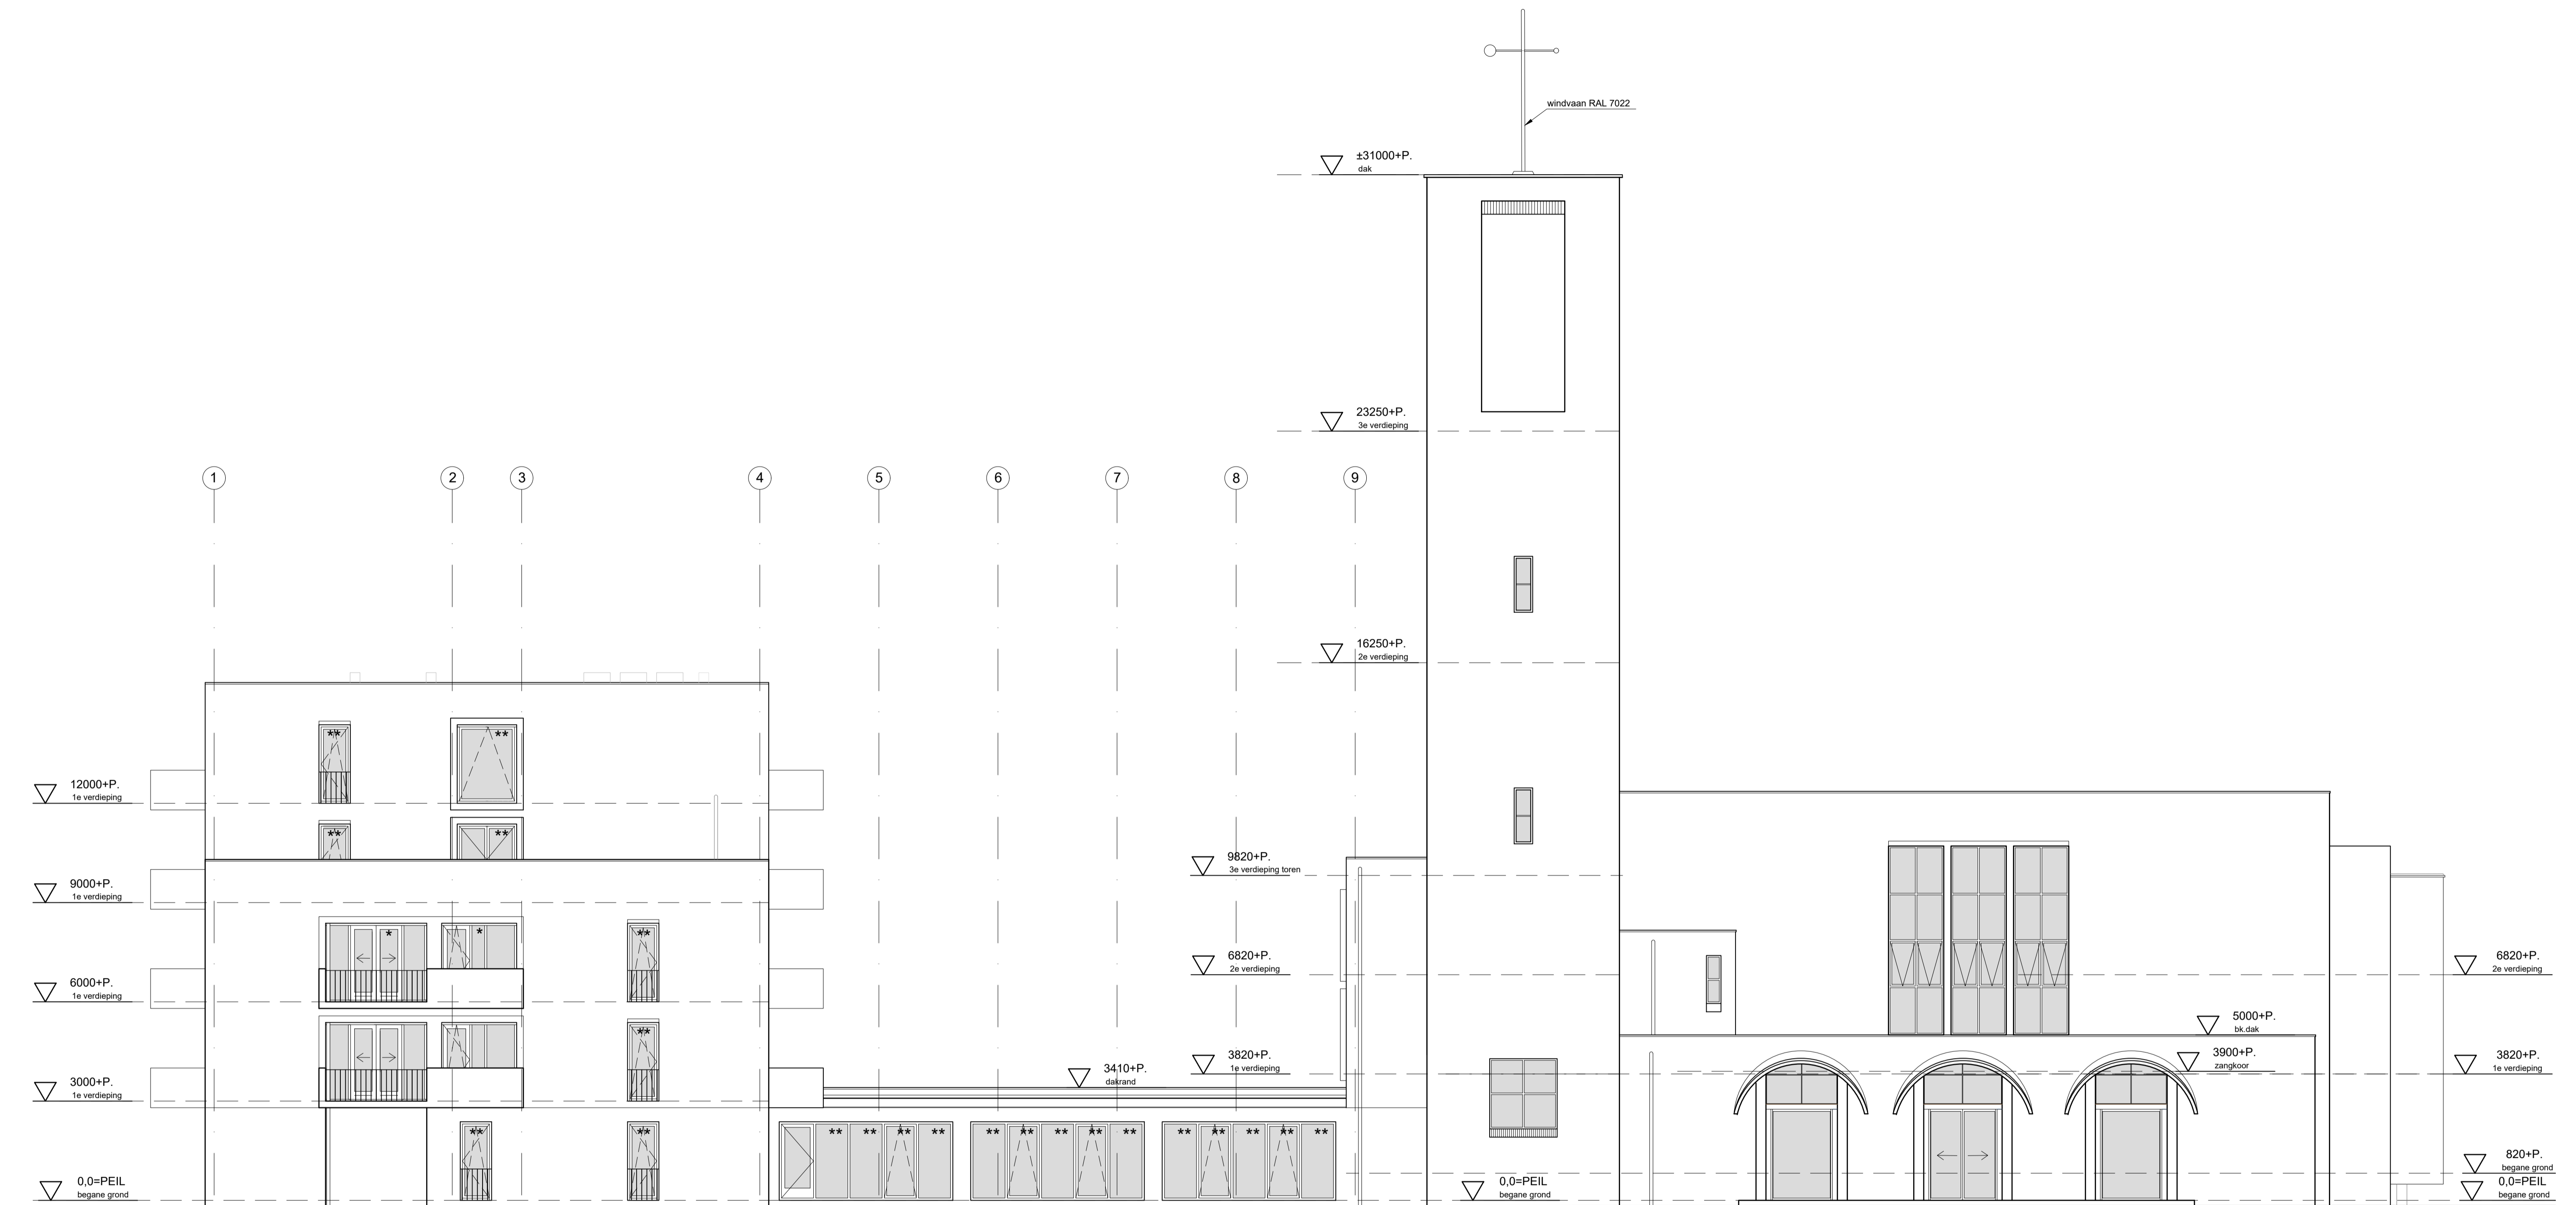 windvaan RAL 7022
±31000+P.
dak
23250+P.
3e verdieping
1 2 3 4 5 6 7 8 9
16250+P.
2e verdieping
** **
12000+P.
1e verdieping
** **
9820+P.
3e verdieping toren
9000+P.
1e verdieping
* * **
6820+P.
2e verdieping
6820+P.
2e verdieping
6000+P.
1e verdieping
5000+P.
bk.dak
**
3900+P.
zangkoor
3820+P.
1e verdieping
3820+P.
1e verdieping
3410+P.
dakrand
3000+P.
1e verdieping
** ** ** ** ** ** ** ** ** ** ** ** ** ** ** **
820+P.
begane grond
0,0=PEIL
begane grond
0,0=PEIL
begane grond
0,0=PEIL
begane grond